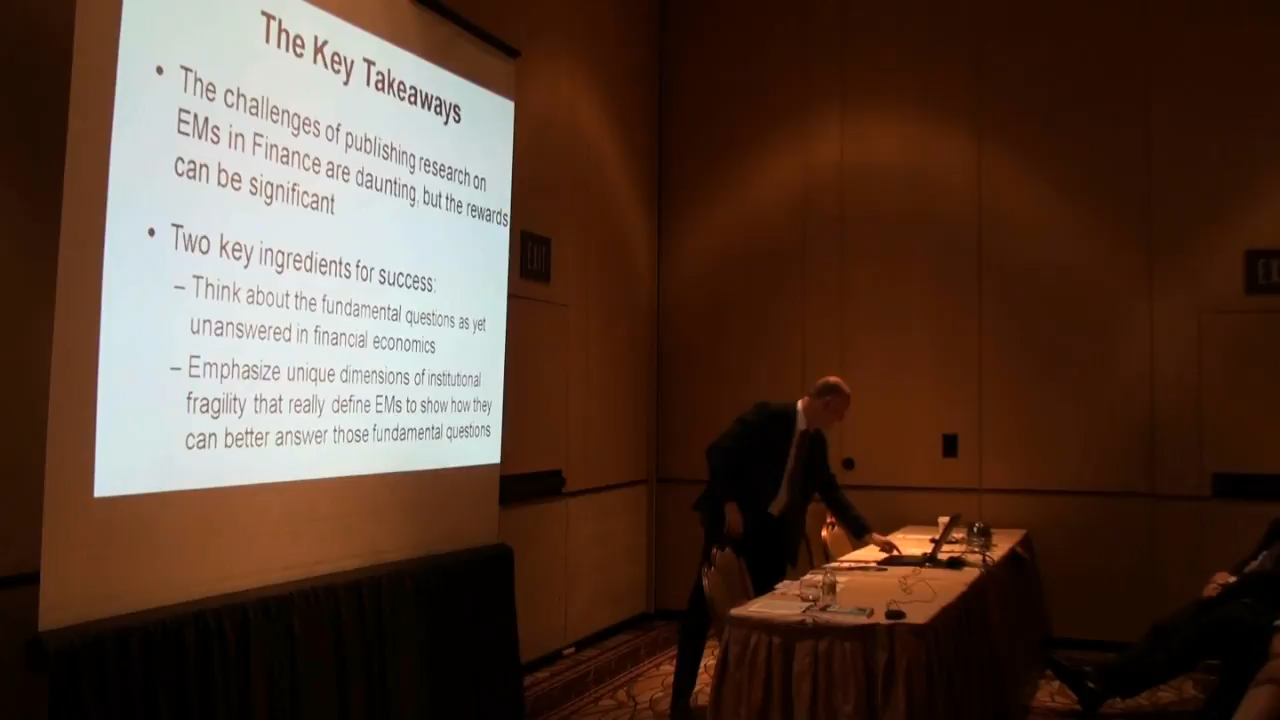 The Key Takeaways
• The challenges of publishing research on
EMs in Finance are daunting, but the rewards
can be significant
• Two key ingredients for success:
– Think about the fundamental questions as yet
unanswered in financial economics
– Emphasize unique dimensions of institutional
fragility that really define EMs to show how they
can better answer those fundamental questions
EXIT